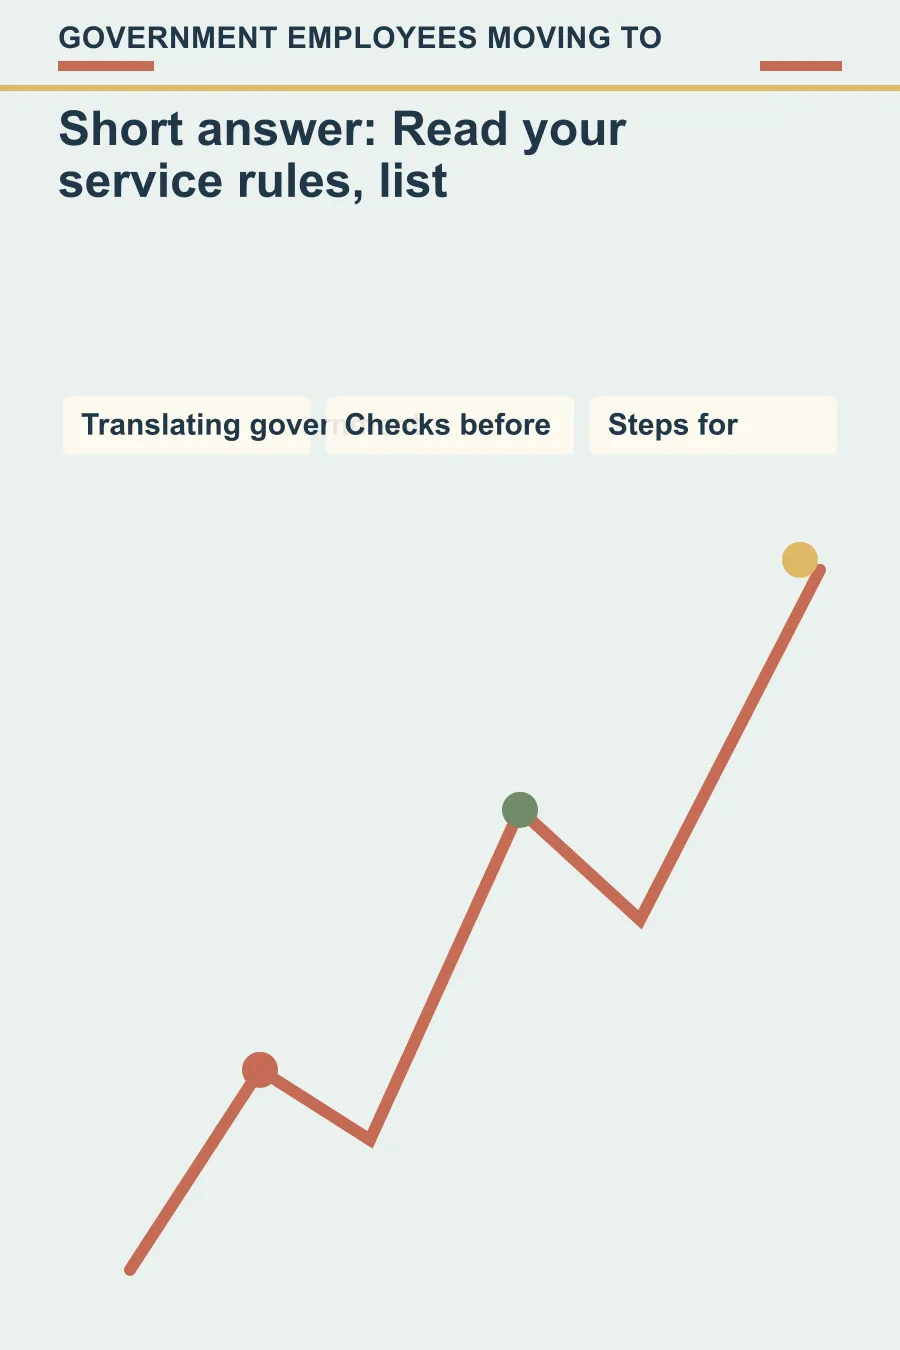 GOVERNMENT EMPLOYEES MOVING TO
Short answer: Read your
service rules, list
Translating gover
Checks before
Steps for